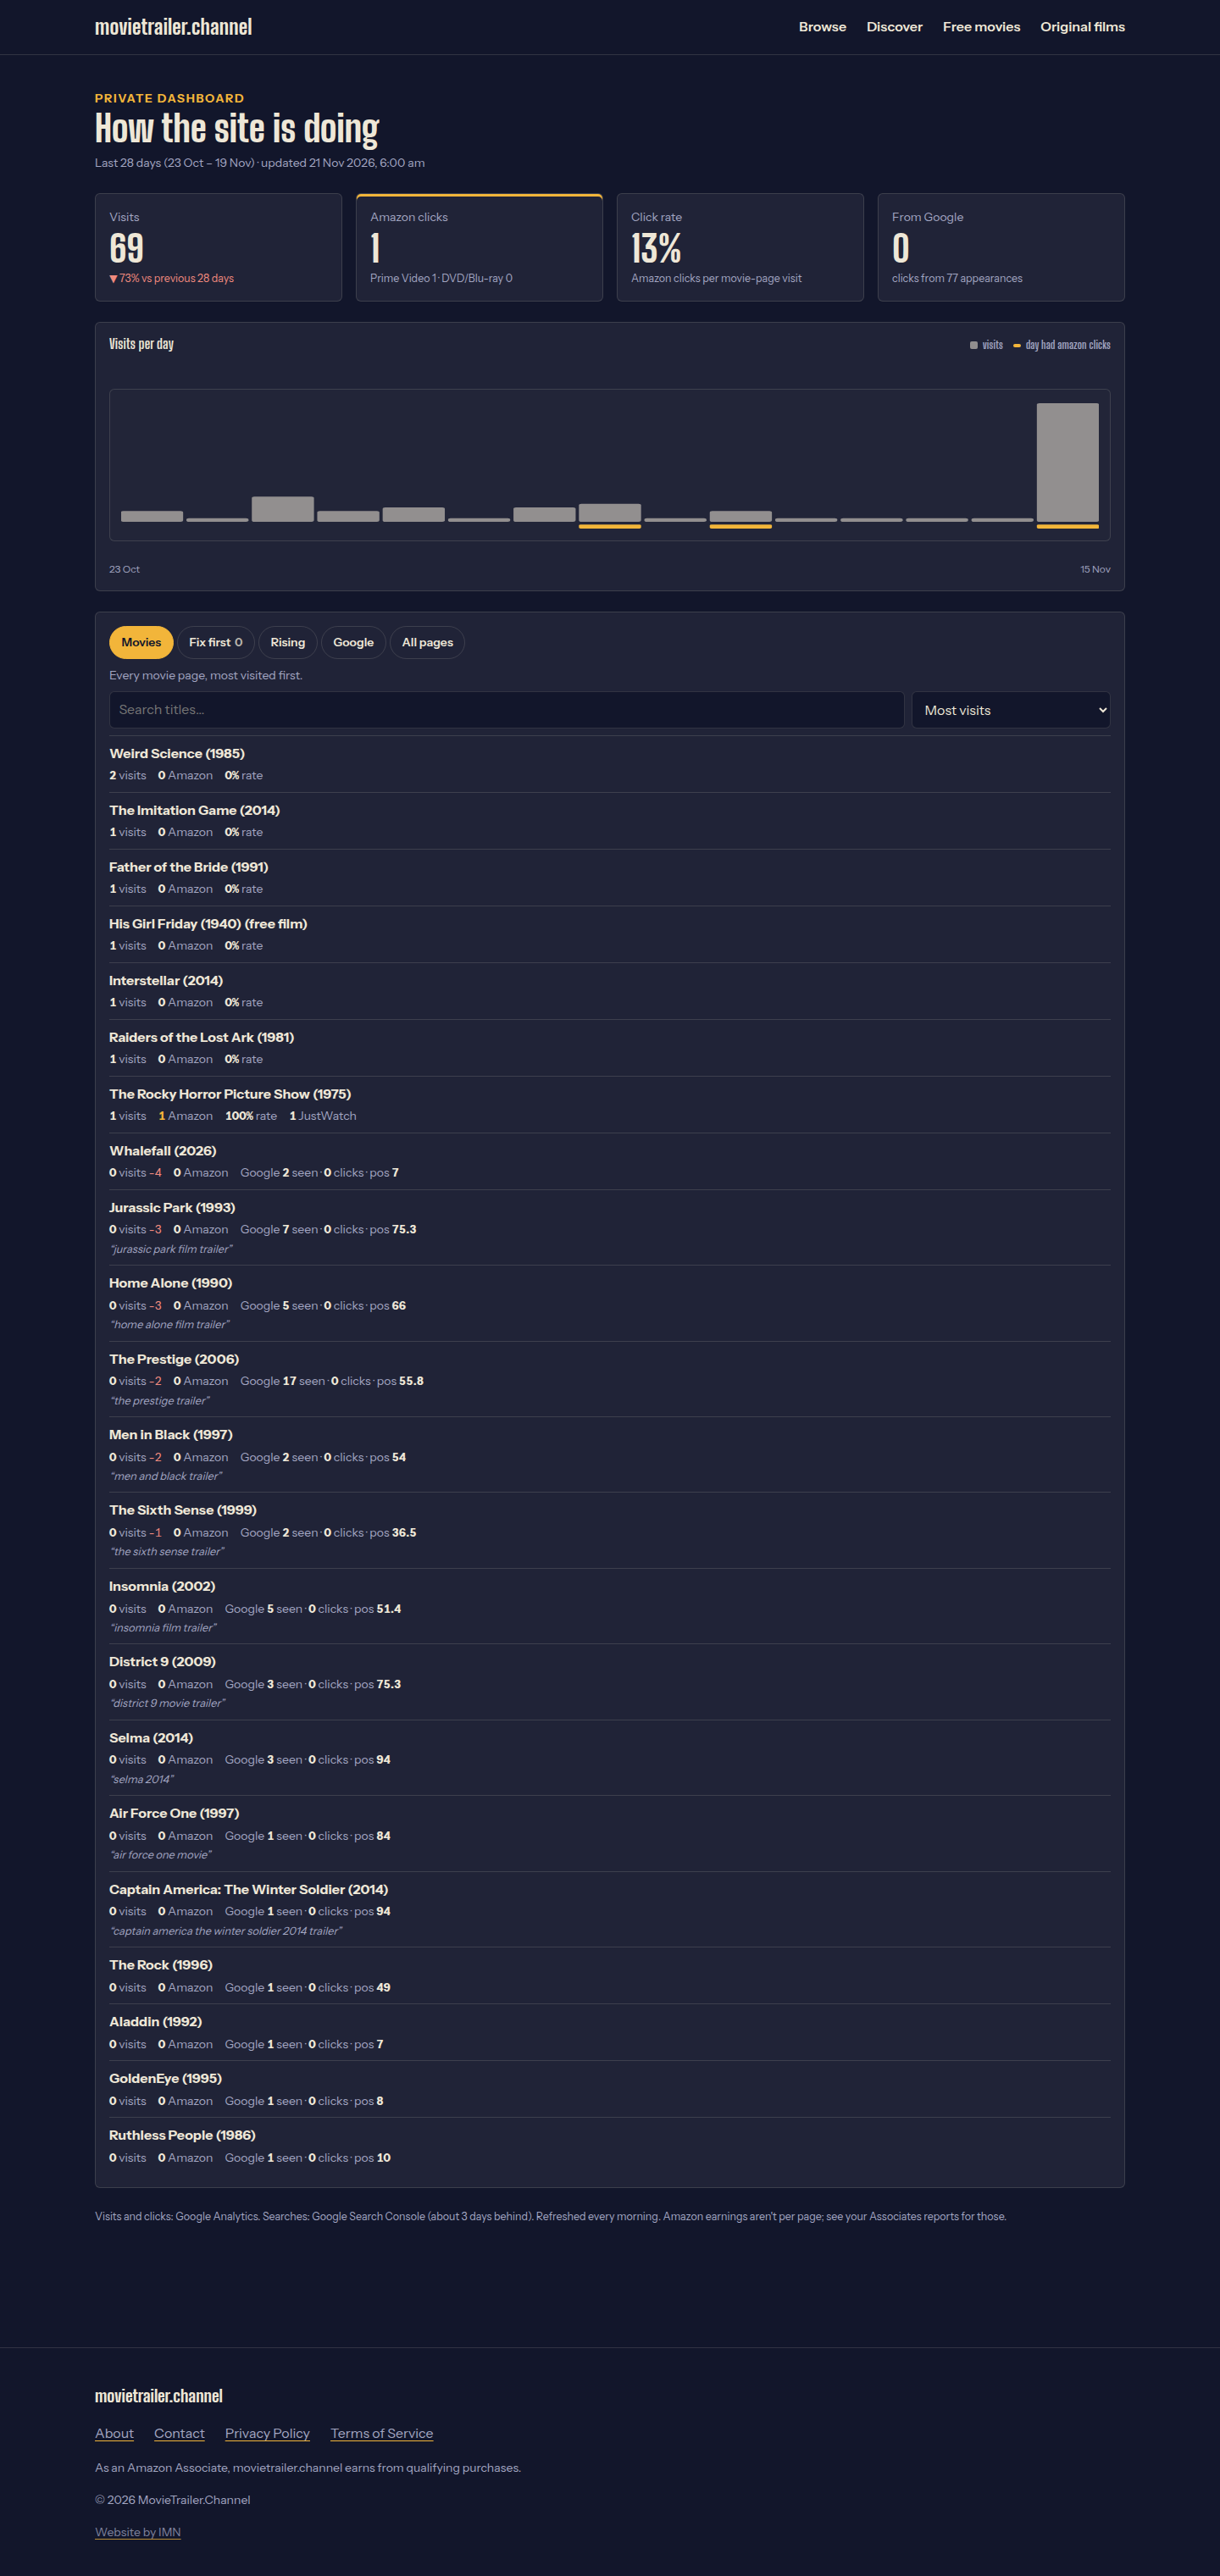 movietrailer.channel
Browse Discover Free movies Original films
PRIVATE DASHBOARD
How the site is doing
Last 28 days (23 Oct – 19 Nov) · updated 21 Nov 2026, 6:00 am
Visits
69
▼ 73% vs previous 28 days
Amazon clicks
1
Prime Video 1 · DVD/Blu-ray 0
Click rate
13%
Amazon clicks per movie-page visit
From Google
0
clicks from 77 appearances
Visits per day
visits day had amazon clicks
23 Oct 15 Nov
Movies Fix first 0 Rising Google All pages
Every movie page, most visited first.
Search titles… Most visits
Weird Science (1985)
2 visits 0 Amazon 0% rate
The Imitation Game (2014)
1 visits 0 Amazon 0% rate
Father of the Bride (1991)
1 visits 0 Amazon 0% rate
His Girl Friday (1940) (free film)
1 visits 0 Amazon 0% rate
Interstellar (2014)
1 visits 0 Amazon 0% rate
Raiders of the Lost Ark (1981)
1 visits 0 Amazon 0% rate
The Rocky Horror Picture Show (1975)
1 visits 1 Amazon 100% rate 1 JustWatch
Whalefall (2026)
0 visits -4 0 Amazon Google 2 seen · 0 clicks · pos 7
Jurassic Park (1993)
0 visits -3 0 Amazon Google 7 seen · 0 clicks · pos 75.3
“jurassic park film trailer”
Home Alone (1990)
0 visits -3 0 Amazon Google 5 seen · 0 clicks · pos 66
“home alone film trailer”
The Prestige (2006)
0 visits -2 0 Amazon Google 17 seen · 0 clicks · pos 55.8
“the prestige trailer”
Men in Black (1997)
0 visits -2 0 Amazon Google 2 seen · 0 clicks · pos 54
“men and black trailer”
The Sixth Sense (1999)
0 visits -1 0 Amazon Google 2 seen · 0 clicks · pos 36.5
“the sixth sense trailer”
Insomnia (2002)
0 visits 0 Amazon Google 5 seen · 0 clicks · pos 51.4
“insomnia film trailer”
District 9 (2009)
0 visits 0 Amazon Google 3 seen · 0 clicks · pos 75.3
“district 9 movie trailer”
Selma (2014)
0 visits 0 Amazon Google 3 seen · 0 clicks · pos 94
“selma 2014”
Air Force One (1997)
0 visits 0 Amazon Google 1 seen · 0 clicks · pos 84
“air force one movie”
Captain America: The Winter Soldier (2014)
0 visits 0 Amazon Google 1 seen · 0 clicks · pos 94
“captain america the winter soldier 2014 trailer”
The Rock (1996)
0 visits 0 Amazon Google 1 seen · 0 clicks · pos 49
Aladdin (1992)
0 visits 0 Amazon Google 1 seen · 0 clicks · pos 7
GoldenEye (1995)
0 visits 0 Amazon Google 1 seen · 0 clicks · pos 8
Ruthless People (1986)
0 visits 0 Amazon Google 1 seen · 0 clicks · pos 10
Visits and clicks: Google Analytics. Searches: Google Search Console (about 3 days behind). Refreshed every morning. Amazon earnings aren't per page; see your Associates reports for those.
movietrailer.channel
About Contact Privacy Policy Terms of Service
As an Amazon Associate, movietrailer.channel earns from qualifying purchases.
© 2026 MovieTrailer.Channel
Website by IMN